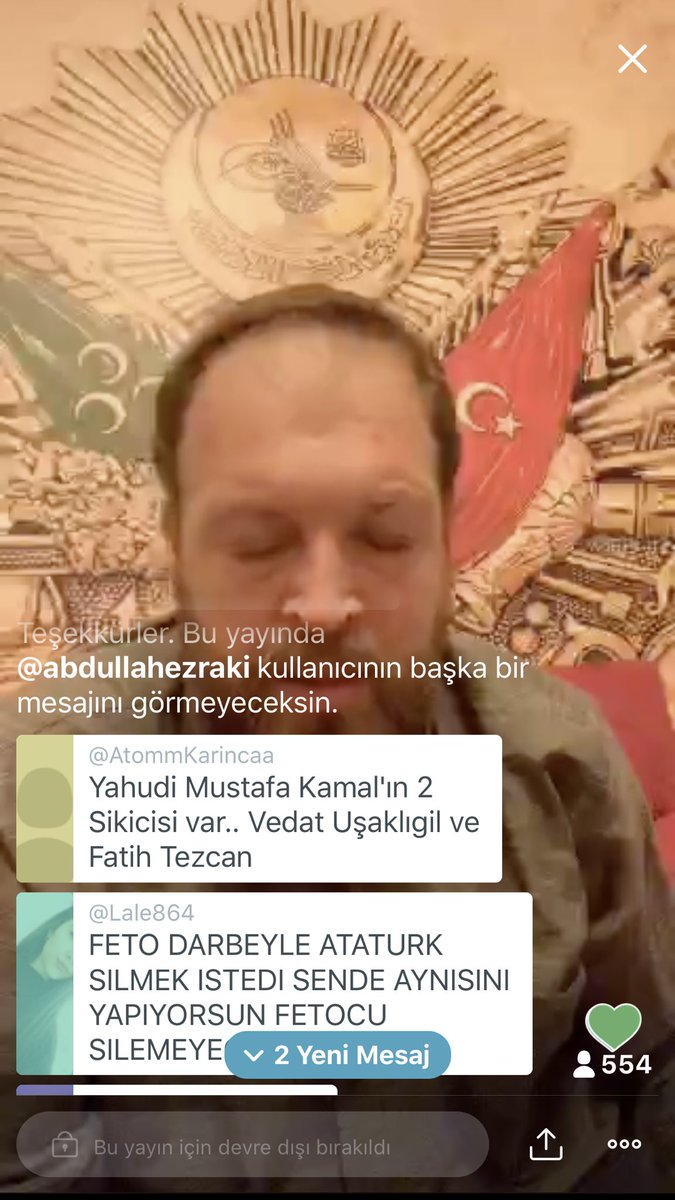 Teşekkürler. Bu yayında
@abdullahezraki kullanıcının başka bir
mesajını görmeyeceksin.
@AtommKarincaa
Yahudi Mustafa Kamal'ın 2
Sikicisi var.. Vedat Uşaklıgil ve
Fatih Tezcan
@Lale864
FETO DARBEYLE ATATURK
SILMEK ISTEDI SENDE AYNISINI
YAPIYORSUN FETOCU
SILEMEYE
2 Yeni Mesaj
554
Bu yayın için devre dışı bırakıldı